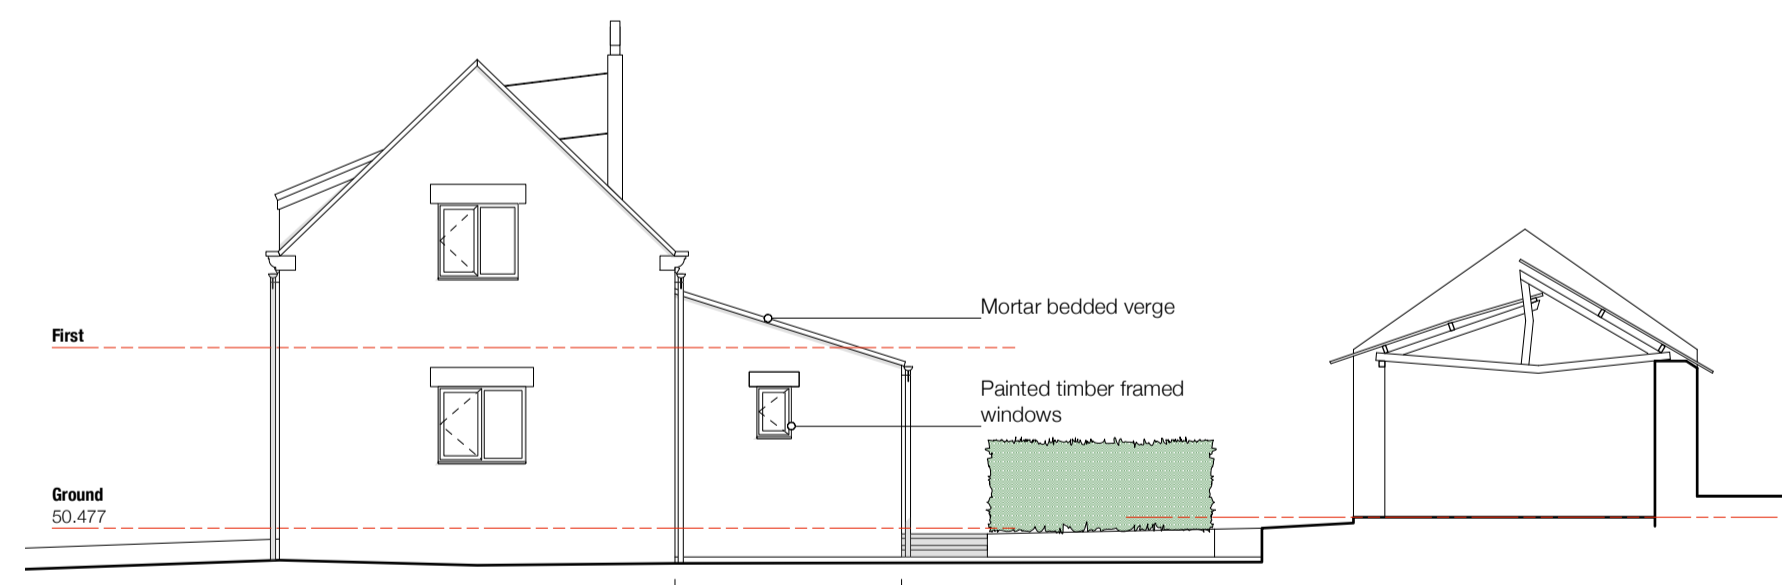 Mortar bedded verge
First
Painted timber framed
windows
Ground
50.477